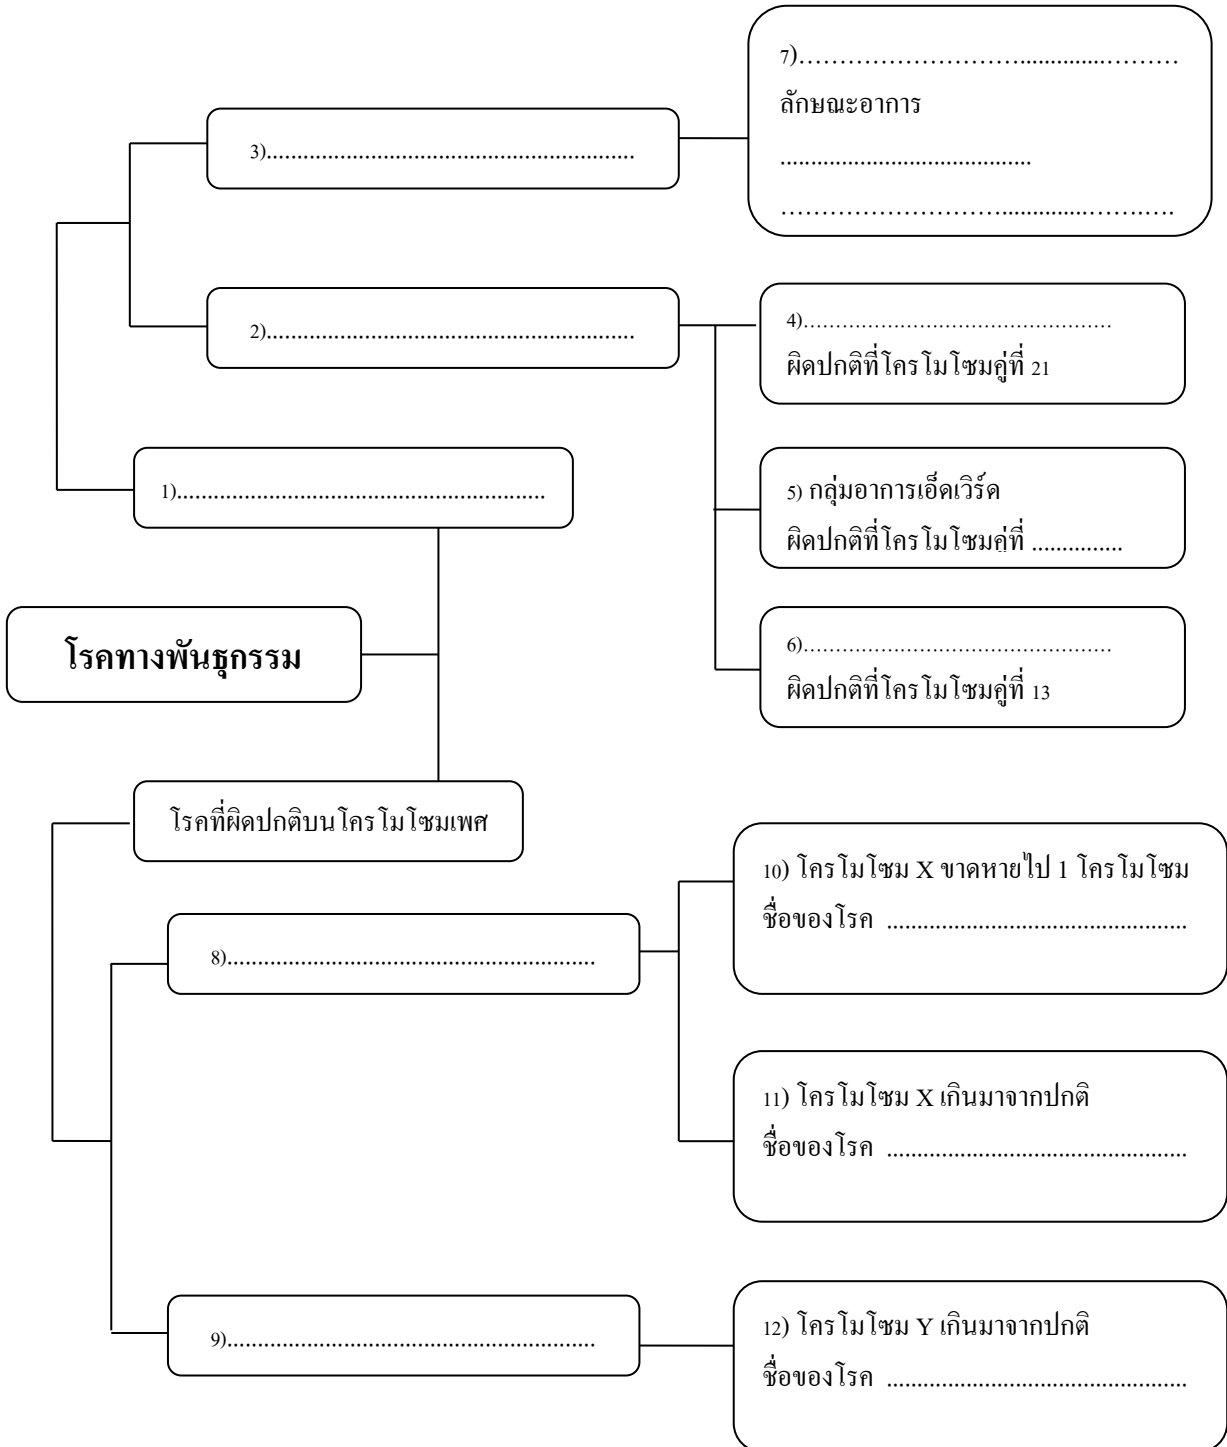 7)……………………….............………
ลักษณะอาการ
..........................................
……………………….............…….….
3)..............................................................
2)..............................................................
4)…………………………………………
ผิดปกติที่โครโมโซมคู่ที่ 21
1)..............................................................
5) กลุ่มอาการเอ็ดเวิร์ด
ผิดปกติที่โครโมโซมคู่ที่ ...............
โรคทางพันธุกรรม
6)…………………………………………
ผิดปกติที่โครโมโซมคู่ที่ 13
โรคที่ผิดปกติบนโครโมโซมเพศ
10) โครโมโซม X ขาดหายไป 1 โครโมโซม
ชื่อของโรค ..................................................
8)..............................................................
11) โครโมโซม X เกินมาจากปกติ
ชื่อของโรค ..................................................
9)..............................................................
12) โครโมโซม Y เกินมาจากปกติ
ชื่อของโรค ..................................................